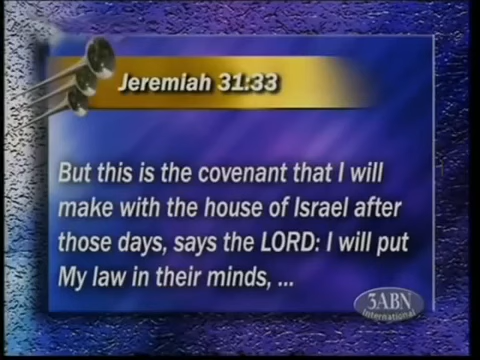 Jeremiah 31:33
But this is the covenant that I will
make with the house of Israel after
those days, says the LORD: I will put
My law in their minds, ...
3ABN
International